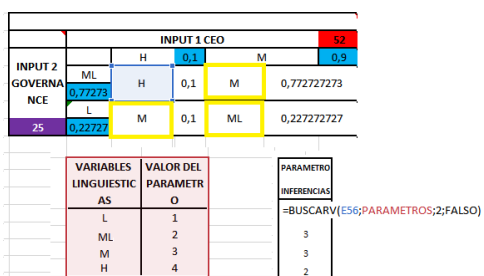 INPUT 1 CEO 52
INPUT 2 GOVERNA NCE
H 0,1 M 0,9
ML
0,77273
H 0,1 M 0,772727273
L
0,22727
M 0,1 ML 0,227272727
25
VARIABLES LINGUIESTIC AS
VALOR DEL PARAMETR O
L 1
ML 2
M 3
H 4
PARAMETRO
INFERENCIAS
=BUSCARV(E56;PARAMETROS;2;FALSO)
3
3
2